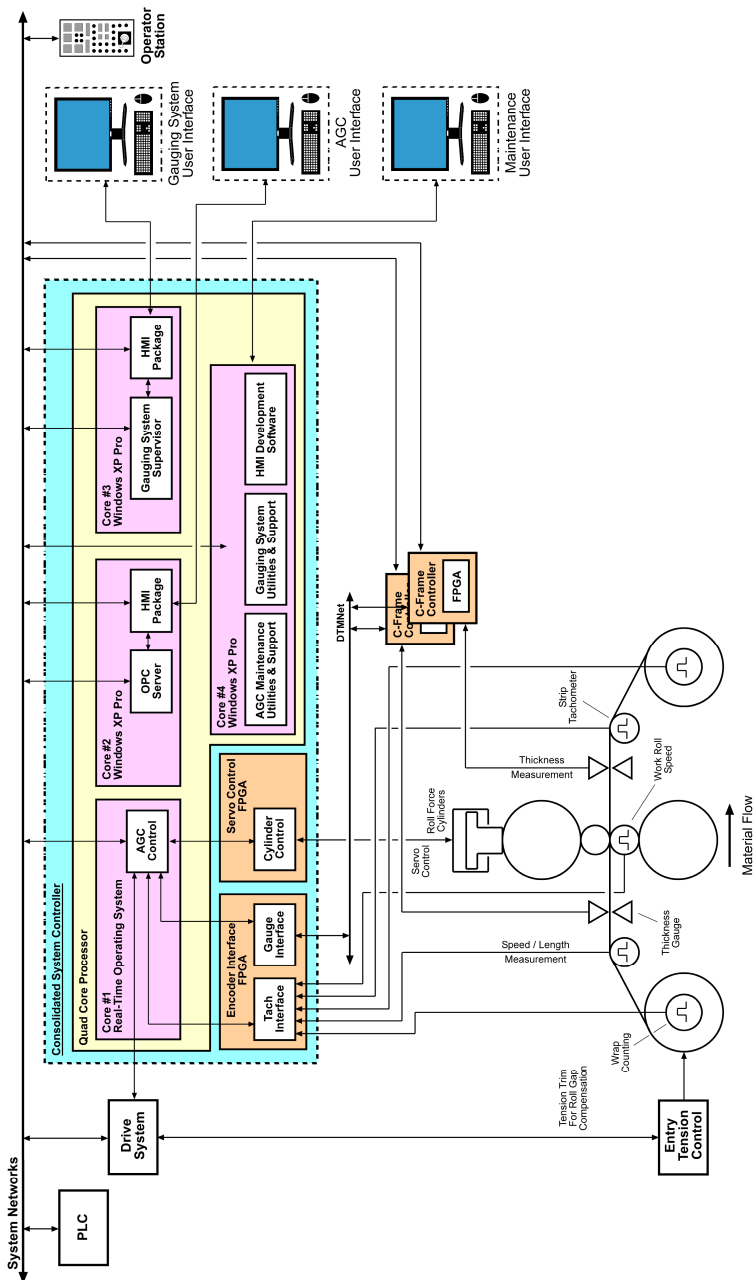 System Networks
PLC
Drive
System
Operator
Station
Gauging System
User Interface
AGC
User Interface
Maintenance
User Interface
Consolidated System Controller
Quad Core Processor
Core #1
Real-Time Operating System
AGC
Control
Core #2
Windows XP Pro
OPC
Server
HMI
Package
Core #3
Windows XP Pro
Gauging System
Supervisor
HMI
Package
Core #4
Windows XP Pro
AGC Maintenance
Utilities & Support
Gauging System
Utilities & Support
HMI Development
Software
Encoder Interface
FPGA
Tach
Interface
Gauge
Interface
Servo Control
FPGA
Cylinder
Control
DTMNet
C-Frame
C-Frame
Controller
FPGA
Tension Trim
For Roll Gap
Compensation
Entry
Tension
Control
Wrap
Counting
Speed / Length
Measurement
Thickness
Gauge
Servo
Control
Roll Force
Cylinders
Work Roll
Speed
Thickness
Measurement
Strip
Tachometer
Material Flow